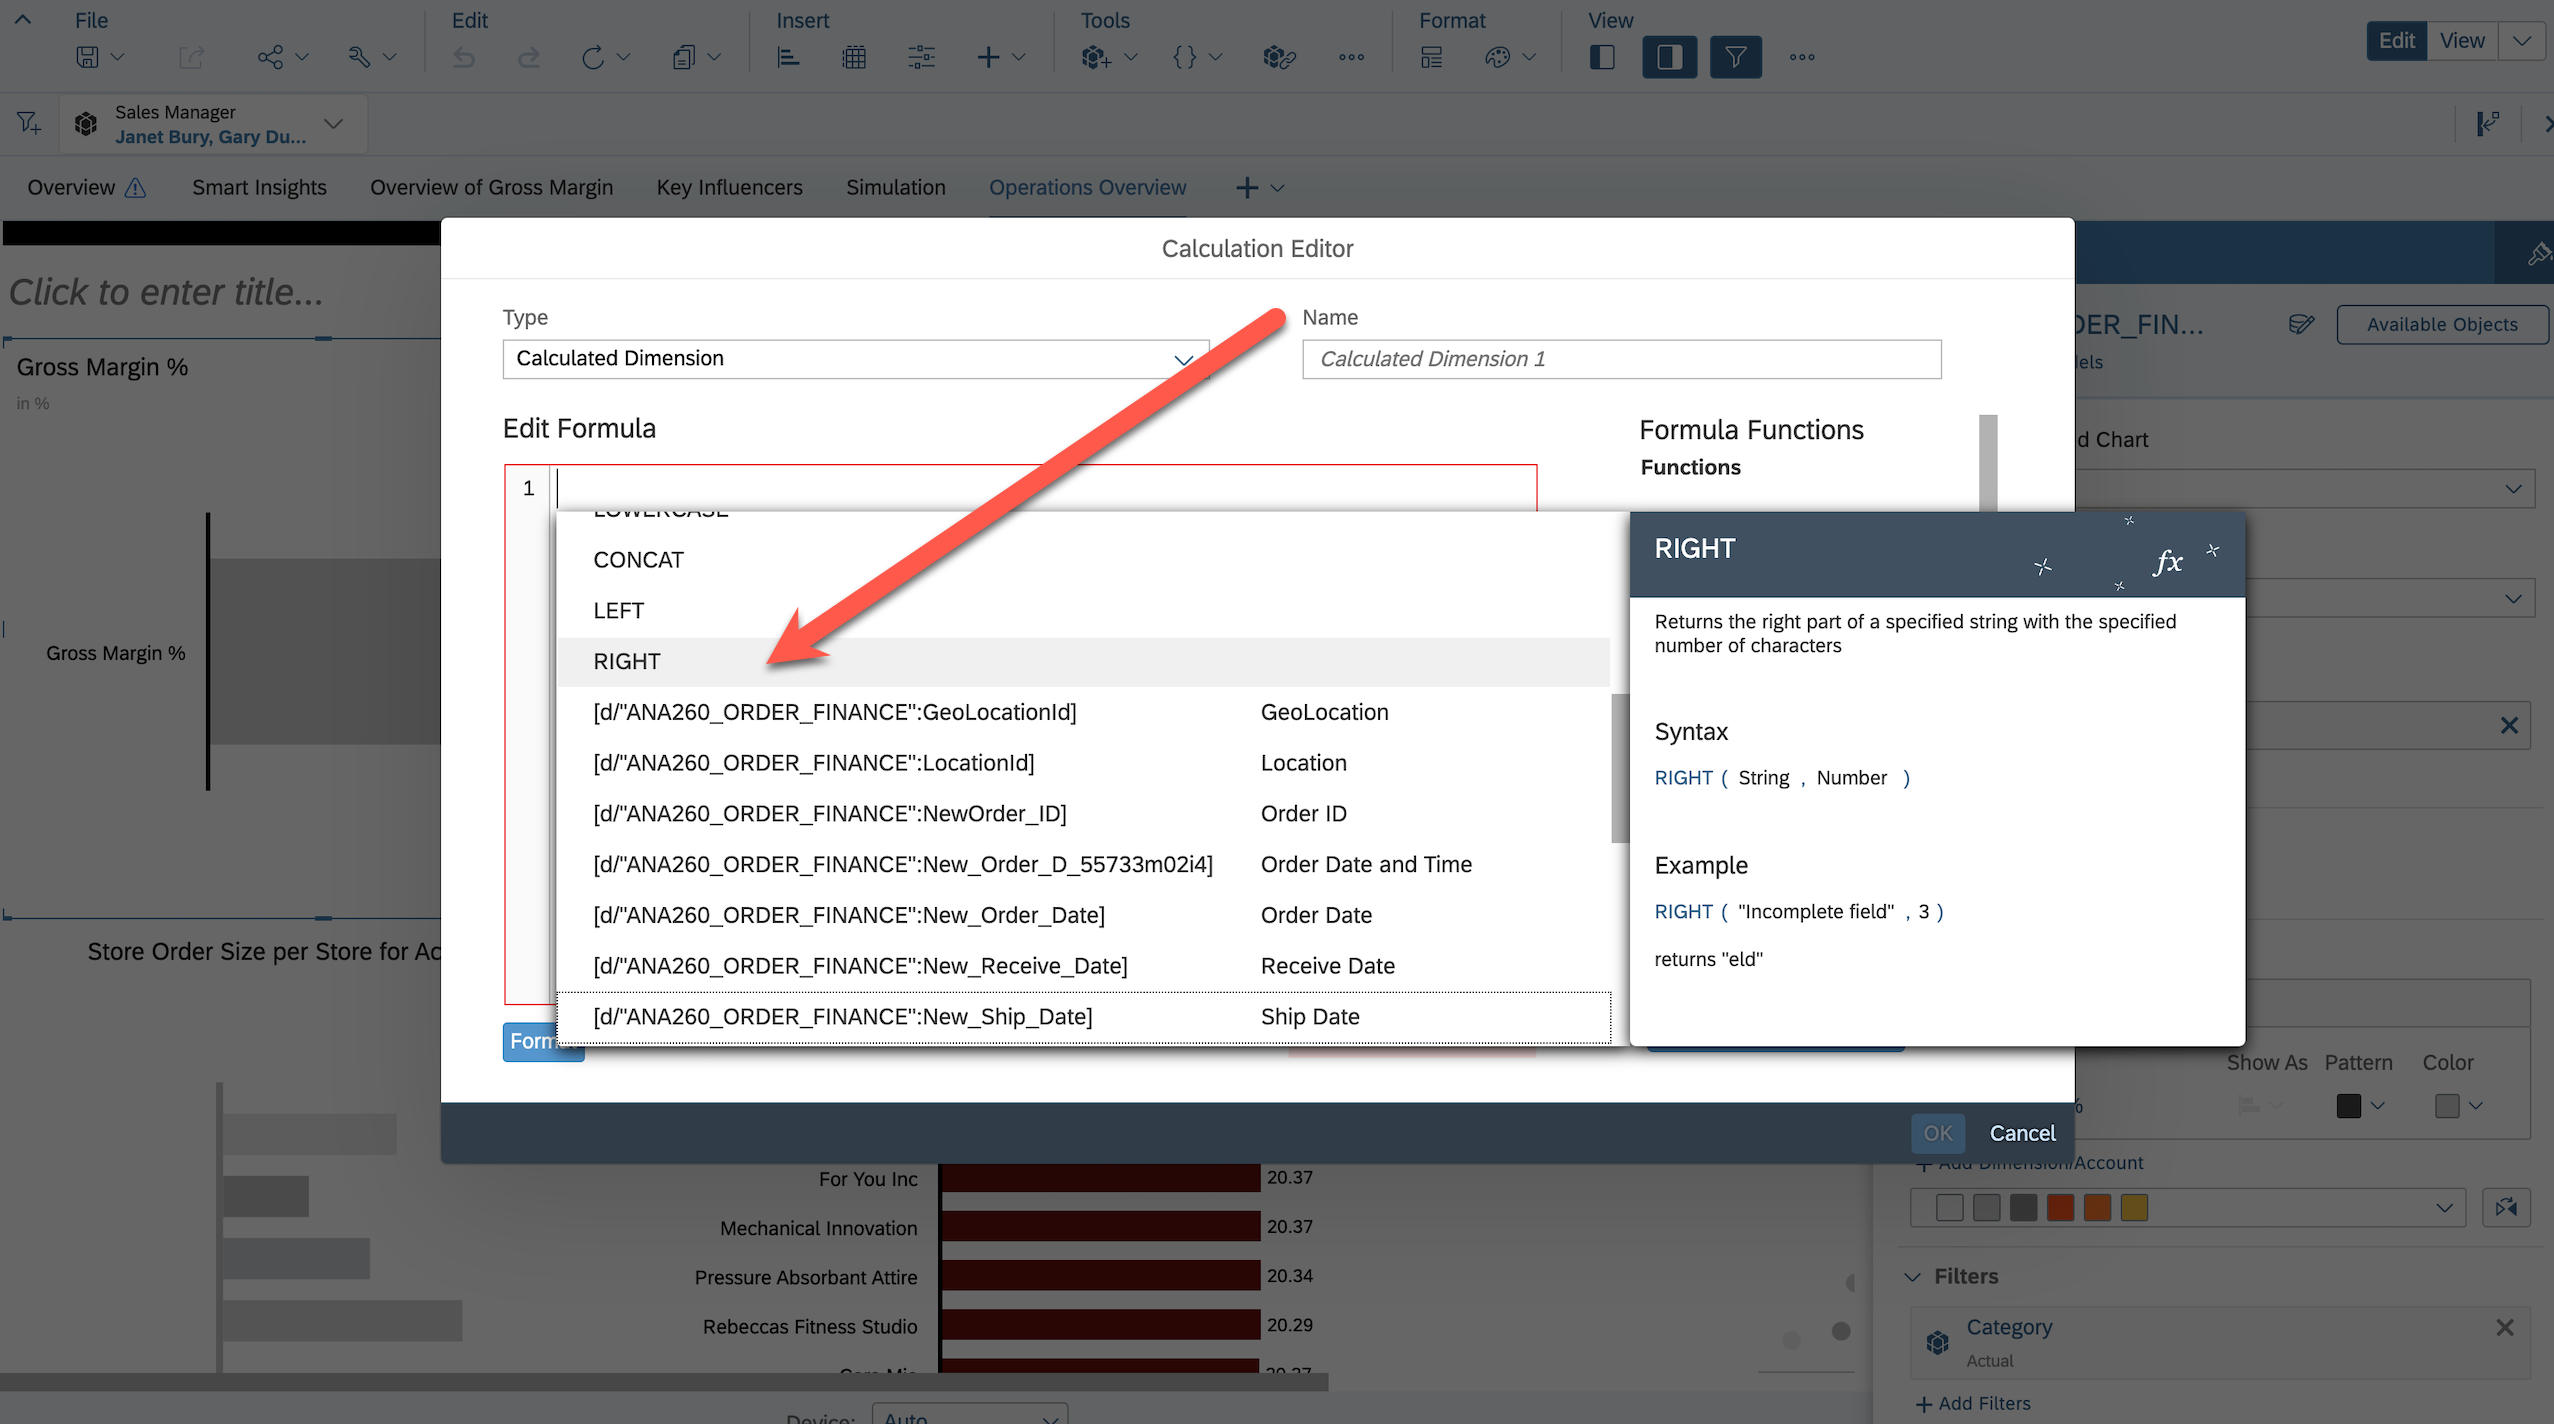 File
Edit
Insert
Tools
Format
View
Edit
View
Sales Manager
Janet Bury, Gary Du...
Overview
Smart Insights
Overview of Gross Margin
Key Influencers
Simulation
Operations Overview
Calculation Editor
Click to enter title...
Type
Name
DER_FIN...
Available Objects
Calculated Dimension
Calculated Dimension 1
Gross Margin %
in %
Edit Formula
Formula Functions
d Chart
Functions
1
LOWERCASE
CONCAT
LEFT
RIGHT
[d/"ANA260_ORDER_FINANCE":GeoLocationId] GeoLocation
[d/"ANA260_ORDER_FINANCE":LocationId] Location
[d/"ANA260_ORDER_FINANCE":NewOrder_ID] Order ID
[d/"ANA260_ORDER_FINANCE":New_Order_D_55733m02i4] Order Date and Time
[d/"ANA260_ORDER_FINANCE":New_Order_Date] Order Date
[d/"ANA260_ORDER_FINANCE":New_Receive_Date] Receive Date
[d/"ANA260_ORDER_FINANCE":New_Ship_Date] Ship Date
RIGHT
fx
Returns the right part of a specified string with the specified
number of characters
Syntax
RIGHT ( String , Number )
Example
RIGHT ( "Incomplete field" , 3 )
returns "eld"
Gross Margin %
Store Order Size per Store for Ac
Format
OK
Cancel
Show As
Pattern
Color
+ Add Dimension/Account
For You Inc 20.37
Mechanical Innovation 20.37
Pressure Absorbant Attire 20.34
Rebeccas Fitness Studio 20.29
Filters
Category
Actual
+ Add Filters
Device:
Auto